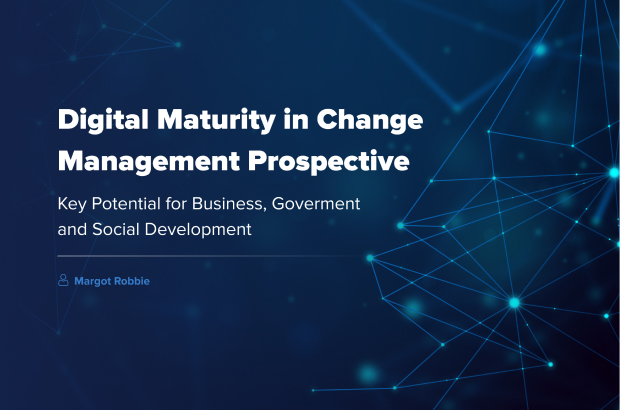 Digital Maturity in Change
Management Prospective
Key Potential for Business, Goverment
and Social Development
Margot Robbie